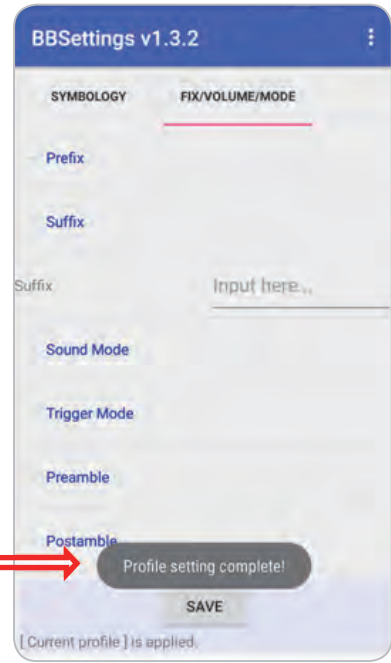 BBSettings v1.3.2
SYMBOLOGY FIX/VOLUME/MODE
Prefix
Suffix
Suffix Input here...
Sound Mode
Trigger Mode
Preamble
Postamble
Profile setting complete!
SAVE
[ Current profile ] is applied.